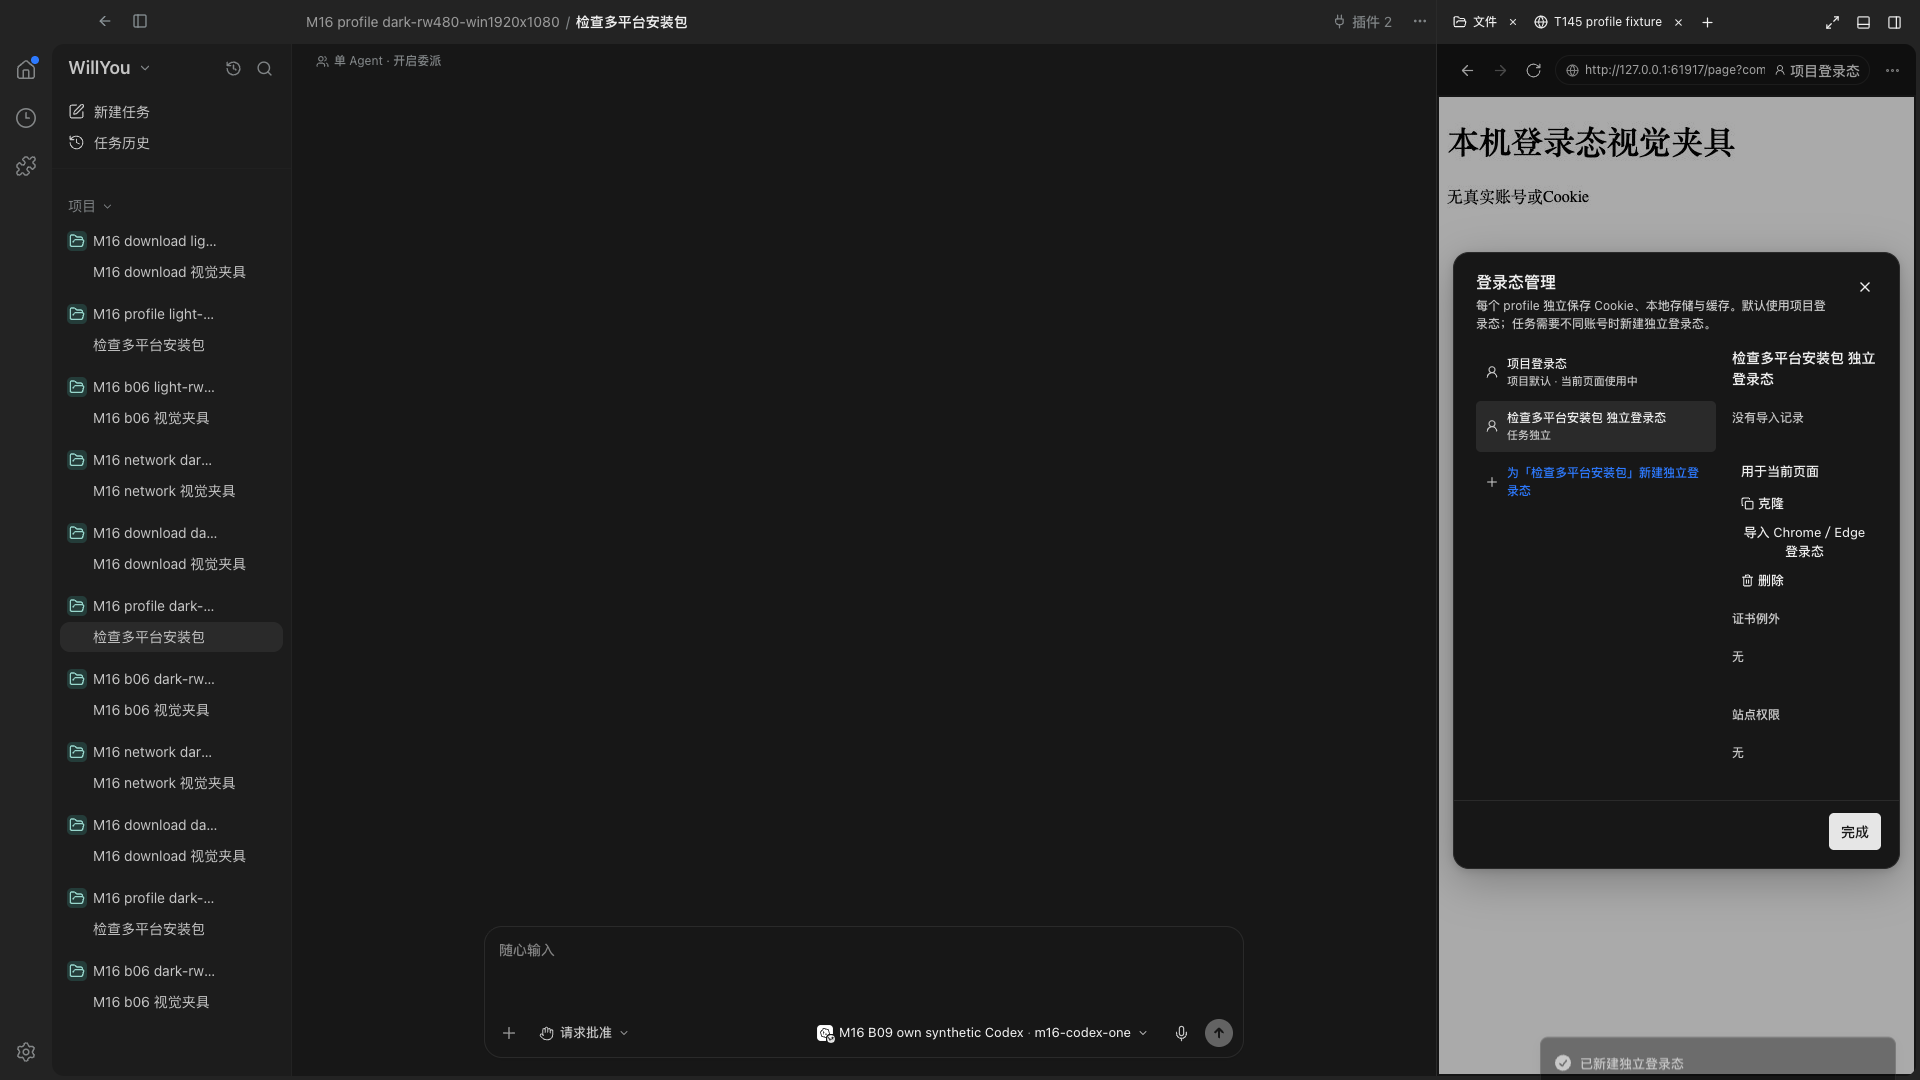 M16 profile dark-rw480-win1920x1080 / 检查多平台安装包
插件 2
文件
T145 profile fixture
WillYou
新建任务
任务历史
项目
M16 download lig...
M16 download 视觉夹具
M16 profile light-...
检查多平台安装包
M16 b06 light-rw...
M16 b06 视觉夹具
M16 network dar...
M16 network 视觉夹具
M16 download da...
M16 download 视觉夹具
M16 profile dark-...
检查多平台安装包
M16 b06 dark-rw...
M16 b06 视觉夹具
M16 network dar...
M16 network 视觉夹具
M16 download da...
M16 download 视觉夹具
M16 profile dark-...
检查多平台安装包
M16 b06 dark-rw...
M16 b06 视觉夹具
单 Agent · 开启委派
随心输入
请求批准
M16 B09 own synthetic Codex · m16-codex-one
http://127.0.0.1:61917/page?com
项目登录态
本机登录态视觉夹具
无真实账号或Cookie
登录态管理
每个 profile 独立保存 Cookie、本地存储与缓存。默认使用项目登
录态；任务需要不同账号时新建独立登录态。
项目登录态
项目默认 · 当前页面使用中
检查多平台安装包 独立登录态
任务独立
为「检查多平台安装包」新建独立登
录态
检查多平台安装包 独立
登录态
没有导入记录
用于当前页面
克隆
导入 Chrome / Edge
登录态
删除
证书例外
无
站点权限
无
完成
已新建独立登录态